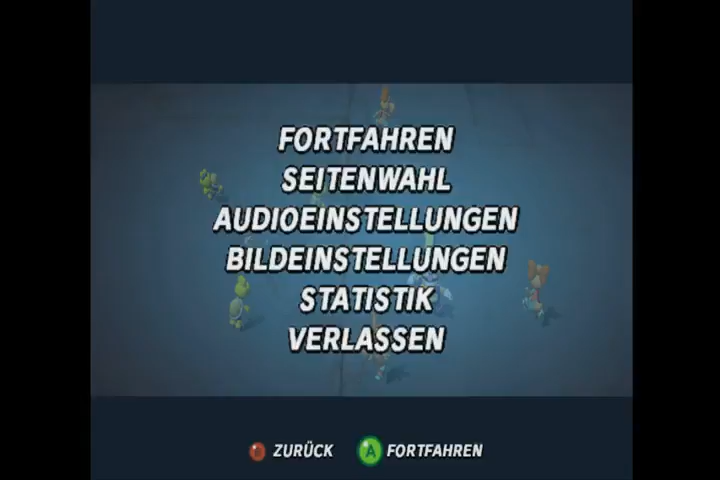 FORTFAHREN
SEITENWAHL
AUDIOEINSTELLUNGEN
BILDEINSTELLUNGEN
STATISTIK
VERLASSEN
ZURÜCK A FORTFAHREN